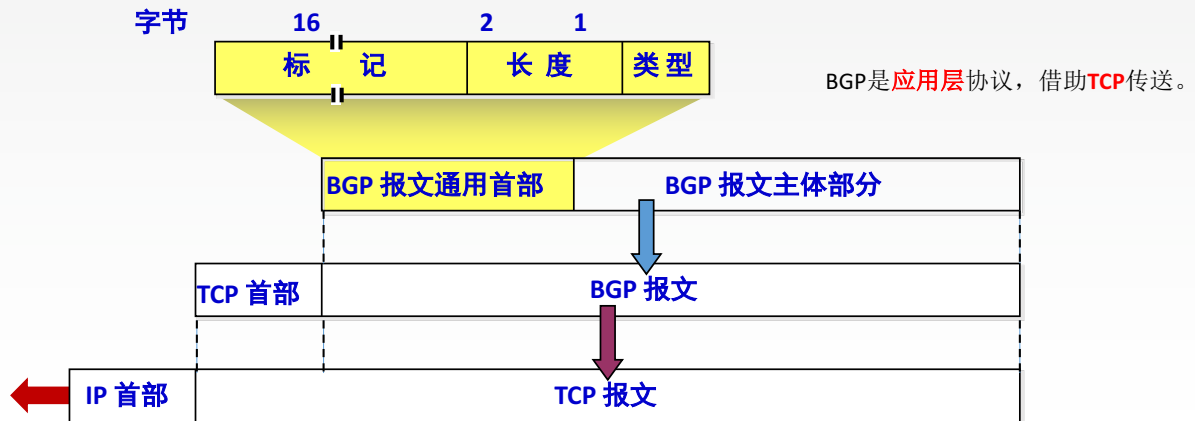 字节 16 2 1
标 记 长 度 类 型
BGP是应用层协议，借助TCP传送。
BGP 报文通用首部 BGP 报文主体部分
TCP 首部 BGP 报文
IP 首部 TCP 报文